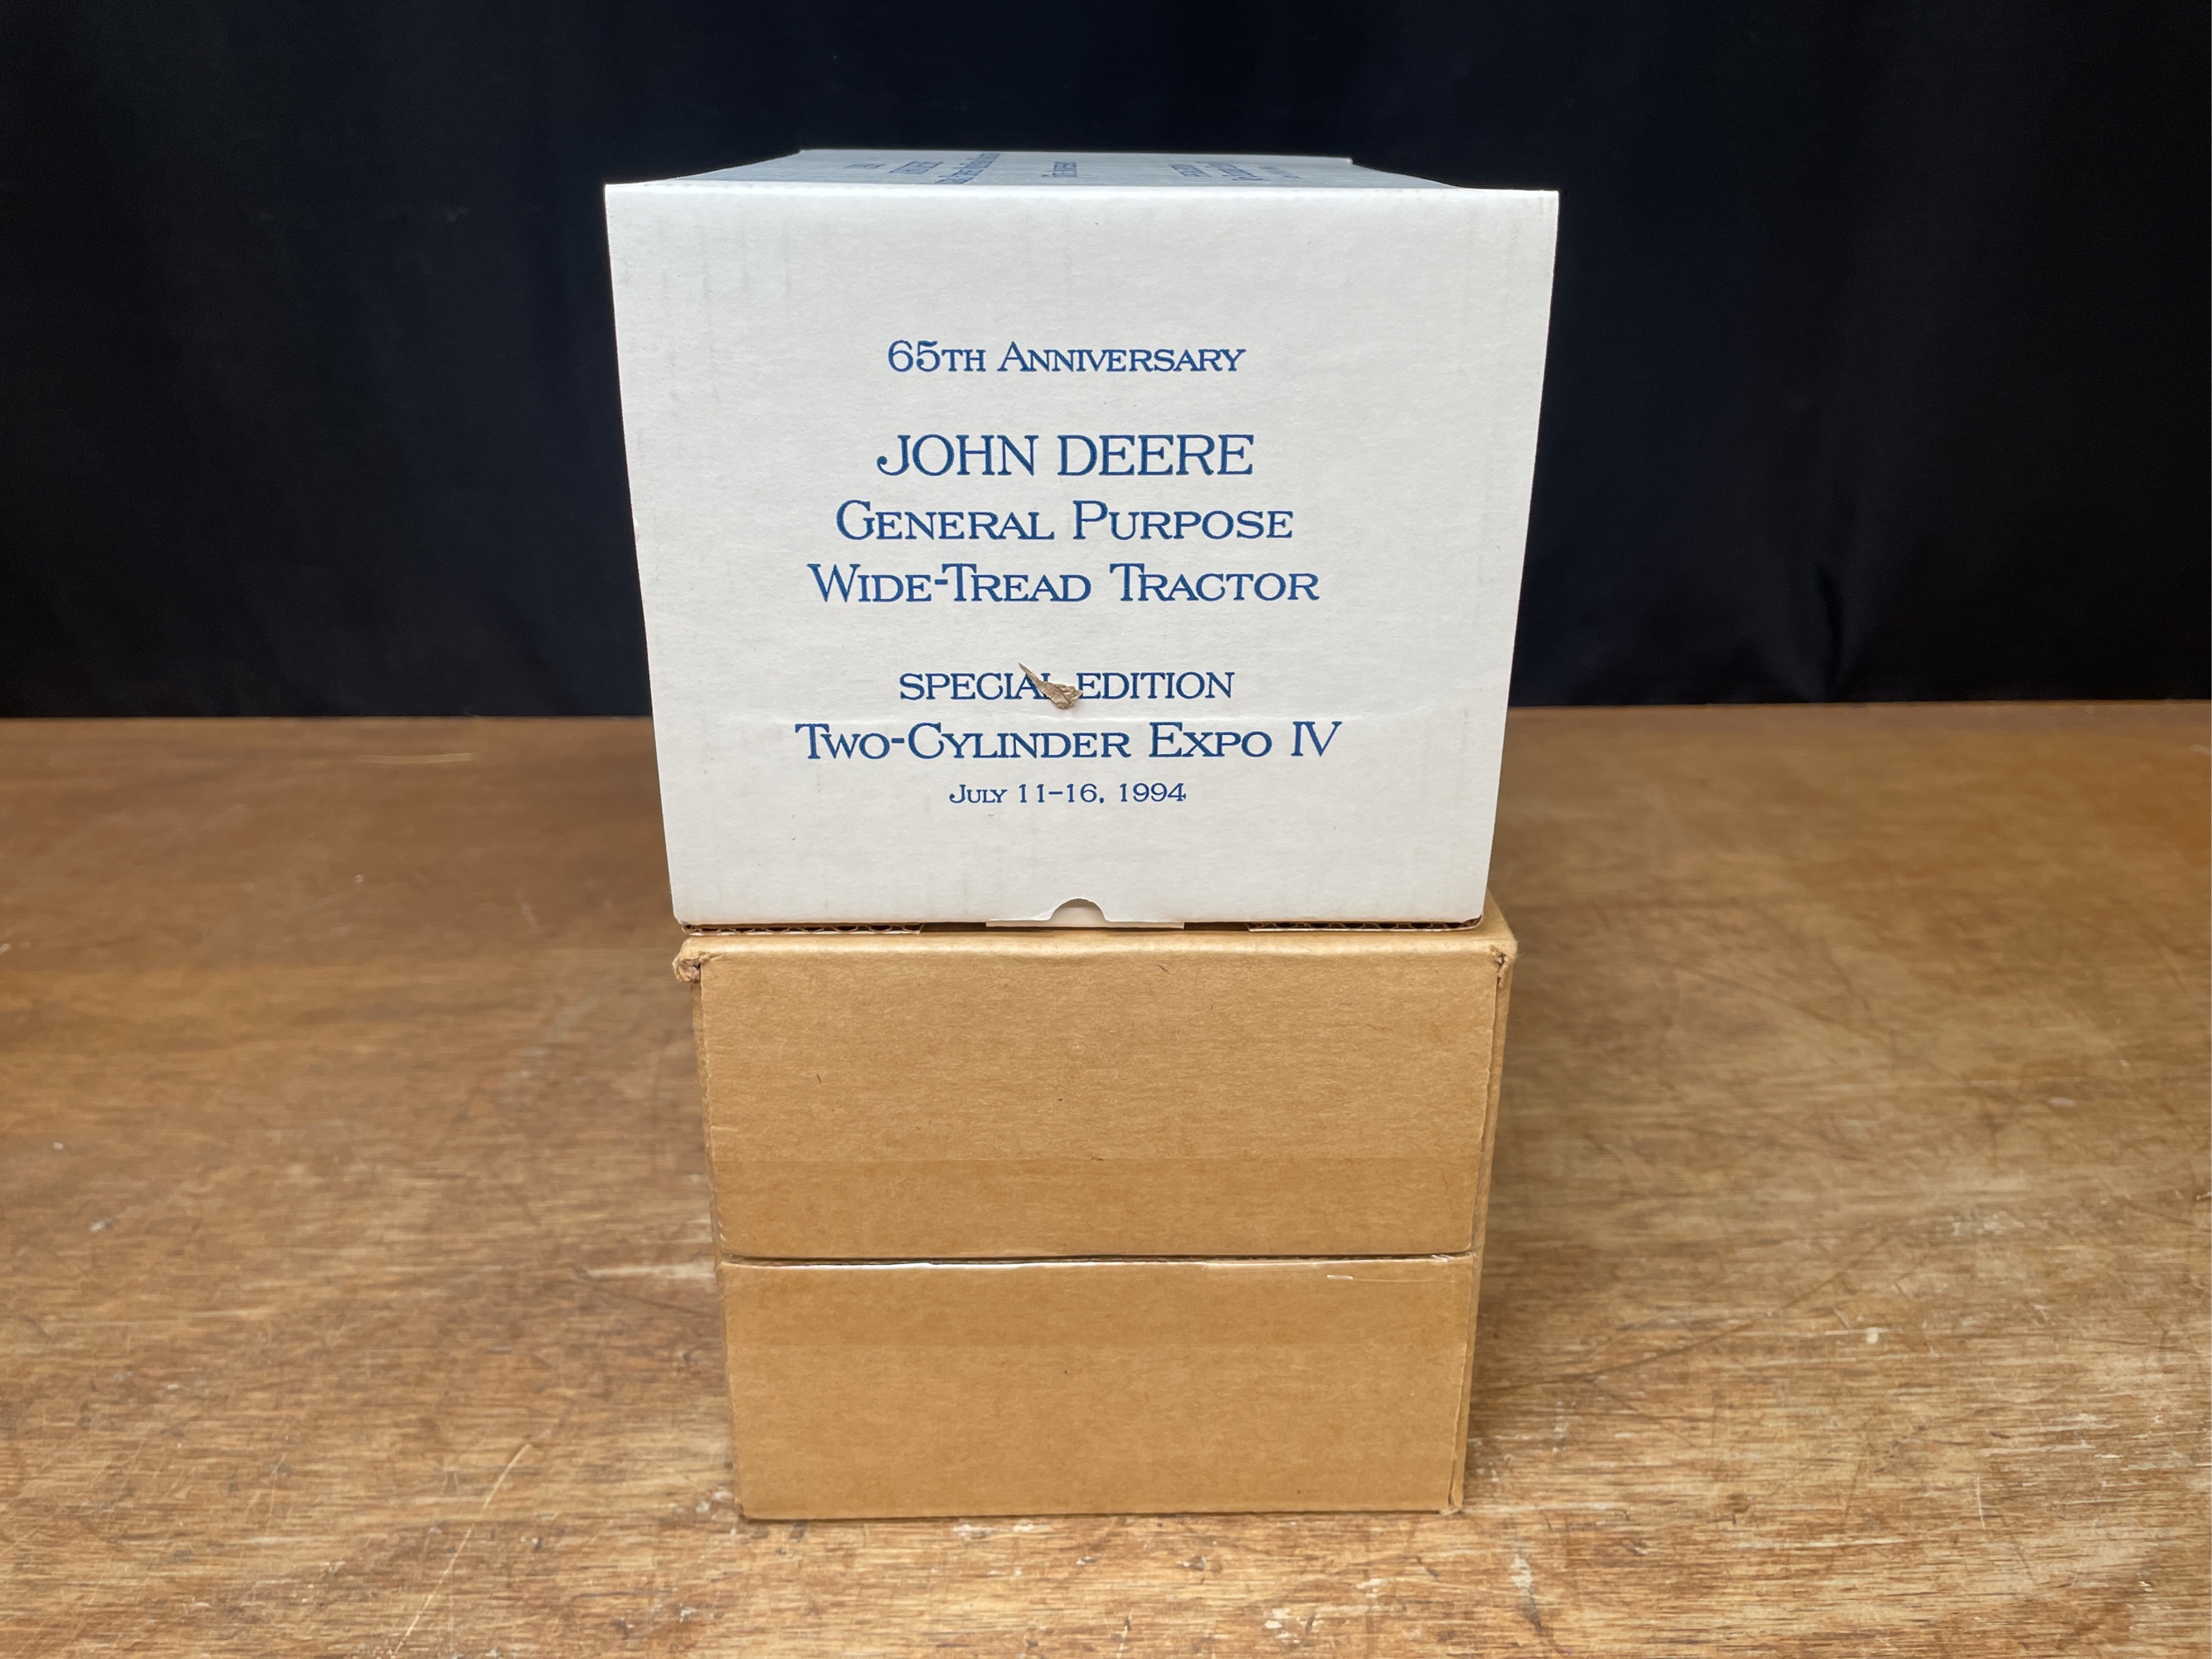 65TH ANNIVERSARY
JOHN DEERE
GENERAL PURPOSE
WIDE-TREAD TRACTOR
SPECIAL EDITION
TWO-CYLINDER EXPO IV
JULY 11-16, 1994